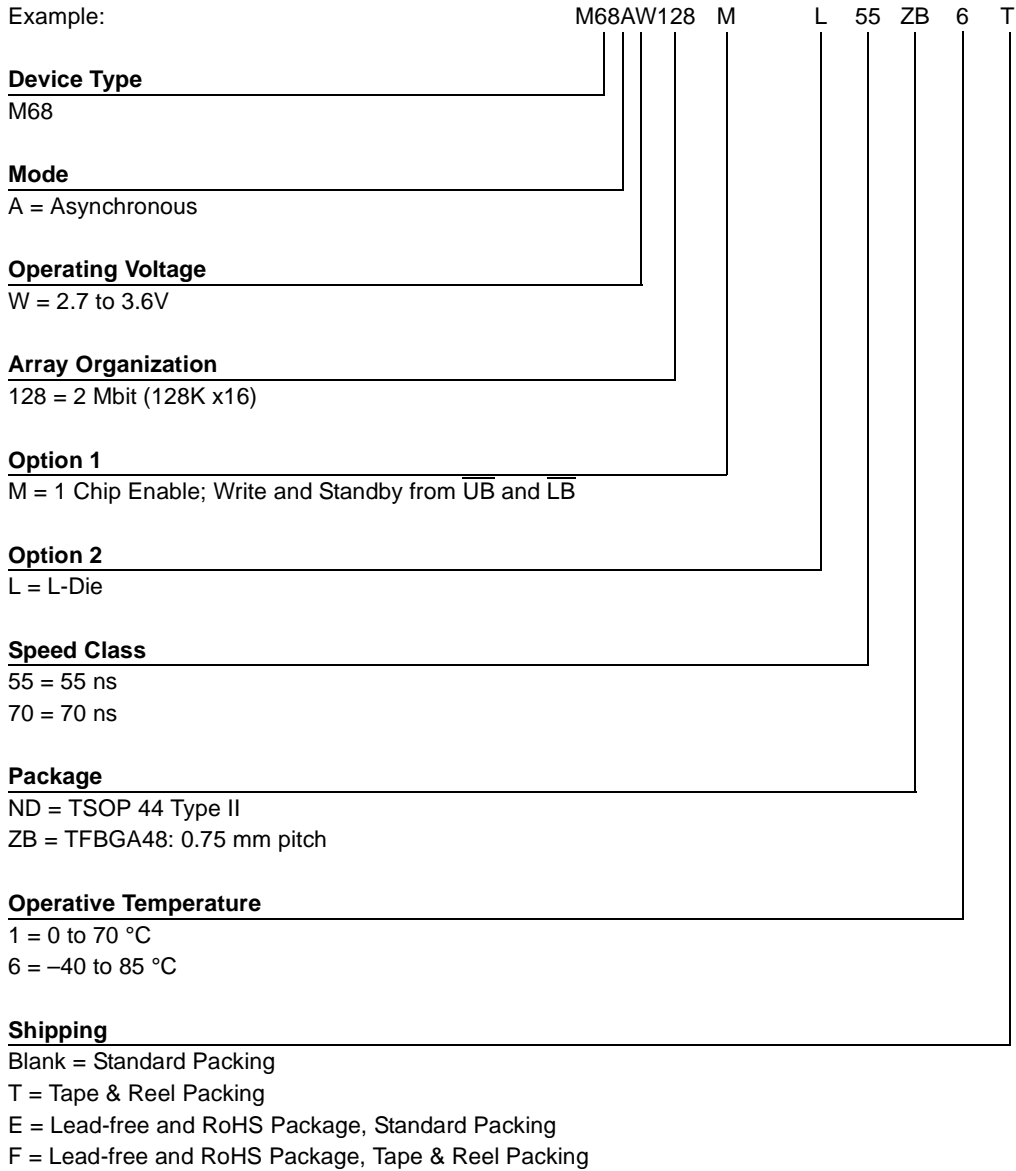 Example: M68AW128 M L 55 ZB 6 T
Device Type
M68
Mode
A = Asynchronous
Operating Voltage
W = 2.7 to 3.6V
Array Organization
128 = 2 Mbit (128K x16)
Option 1
M = 1 Chip Enable; Write and Standby from U̅B̅ and L̅B̅
Option 2
L = L-Die
Speed Class
55 = 55 ns
70 = 70 ns
Package
ND = TSOP 44 Type II
ZB = TFBGA48: 0.75 mm pitch
Operative Temperature
1 = 0 to 70 °C
6 = –40 to 85 °C
Shipping
Blank = Standard Packing
T = Tape & Reel Packing
E = Lead-free and RoHS Package, Standard Packing
F = Lead-free and RoHS Package, Tape & Reel Packing